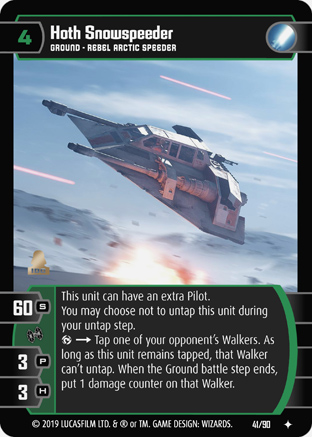 4
Hoth Snowspeeder
GROUND - REBEL ARCTIC SPEEDER
60 S
3 P
3 H
This unit can have an extra Pilot.
You may choose not to untap this unit during
your untap step.
→ Tap one of your opponent's Walkers. As
long as this unit remains tapped, that Walker
can't untap. When the Ground battle step ends,
put 1 damage counter on that Walker.
© 2019 LUCASFILM LTD. & ® or TM. GAME DESIGN: WIZARDS.
41/90